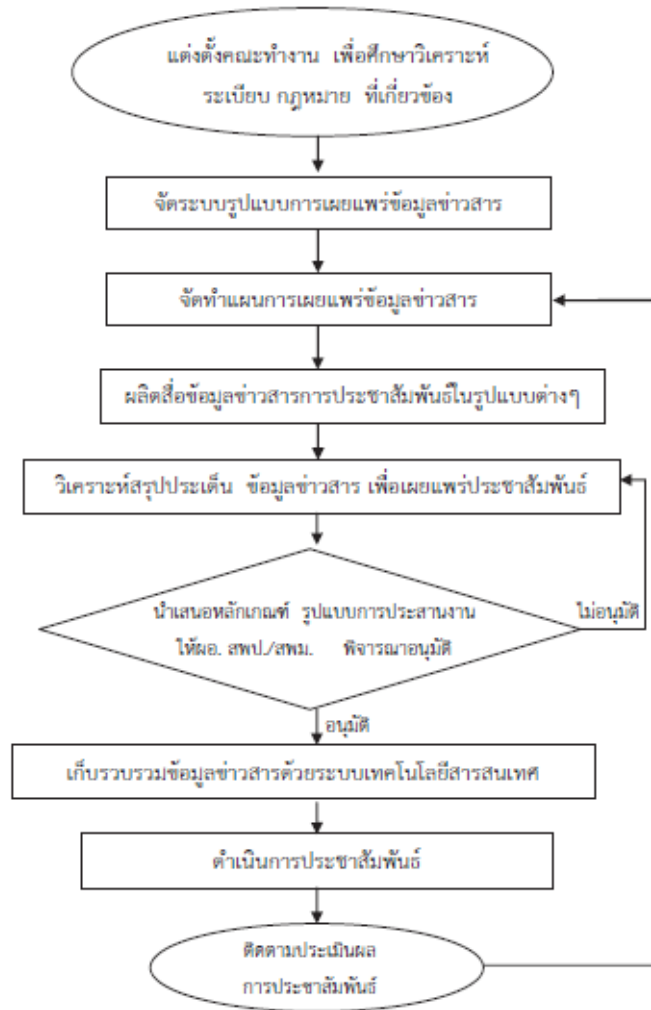 แต่งตั้งคณะทำงาน เพื่อศึกษาวิเคราะห์
ระเบียบ กฎหมาย ที่เกี่ยวข้อง
จัดระบบรูปแบบการเผยแพร่ข้อมูลข่าวสาร
จัดทำแผนการเผยแพร่ข้อมูลข่าวสาร
ผลิตสื่อข้อมูลข่าวสารการประชาสัมพันธ์ในรูปแบบต่างๆ
วิเคราะห์สรุปประเด็น ข้อมูลข่าวสาร เพื่อเผยแพร่ประชาสัมพันธ์
นำเสนอหลักเกณฑ์ รูปแบบการประสานงาน
ให้ผอ. สพป./สพม. พิจารณาอนุมัติ
ไม่อนุมัติ
อนุมัติ
เก็บรวบรวมข้อมูลข่าวสารด้วยระบบเทคโนโลยีสารสนเทศ
ดำเนินการประชาสัมพันธ์
ติดตามประเมินผล
การประชาสัมพันธ์